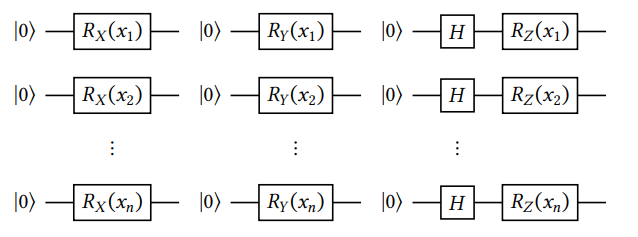 |0⟩ R_X(x_1) |0⟩ R_Y(x_1) |0⟩ H R_Z(x_1)
|0⟩ R_X(x_2) |0⟩ R_Y(x_2) |0⟩ H R_Z(x_2)
⋮ ⋮ ⋮
|0⟩ R_X(x_n) |0⟩ R_Y(x_n) |0⟩ H R_Z(x_n)